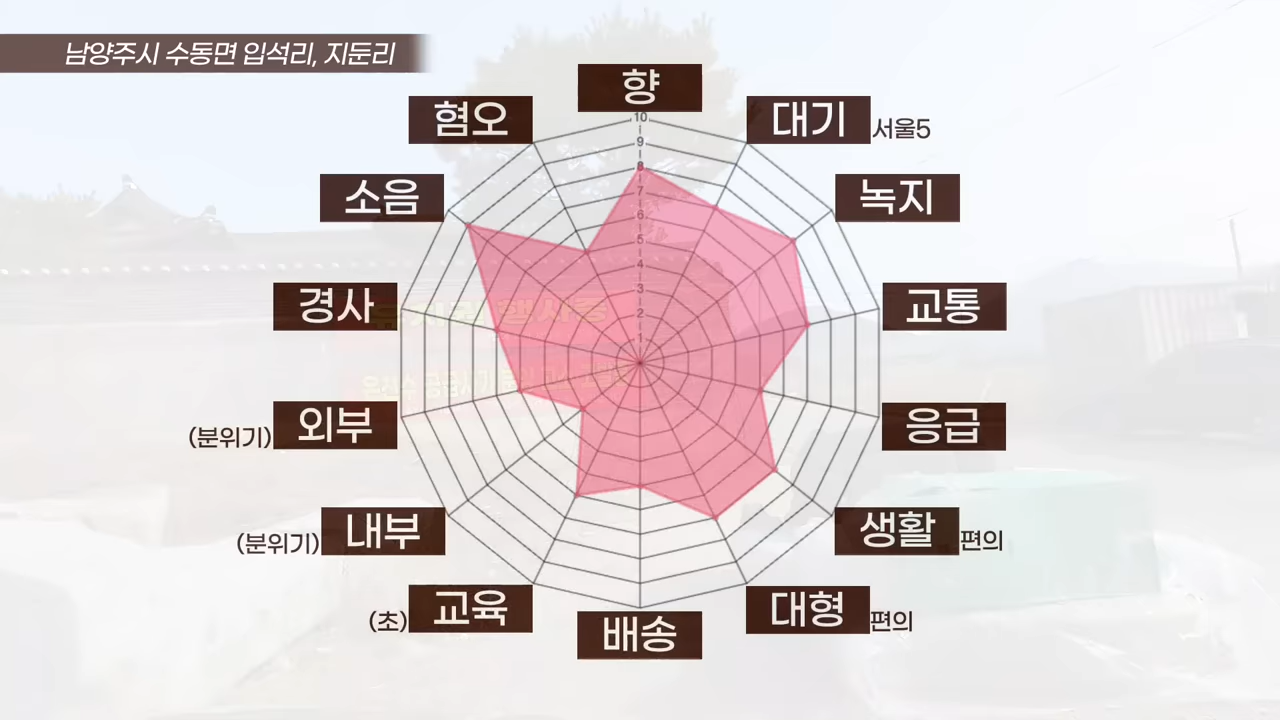 남양주시 수동면 입석리, 지둔리
향
혐오
대기 서울5
소음
녹지
경사
교통
(분위기) 외부
응급
(분위기) 내부
생활 편의
(초) 교육
대형 편의
배송
10
9
8
7
6
5
4
3
2
1